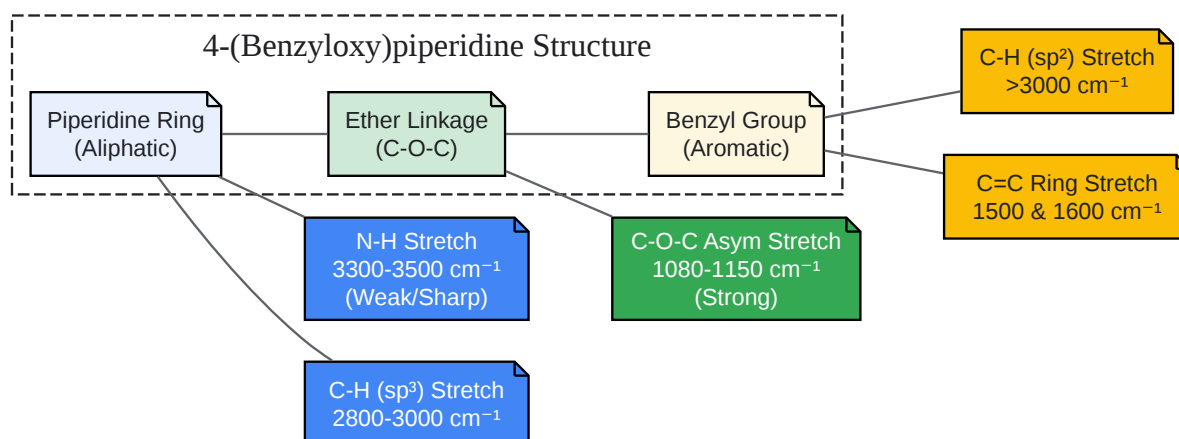 4-(Benzyloxy)piperidine Structure
Piperidine Ring
(Aliphatic)
Ether Linkage
(C-O-C)
Benzyl Group
(Aromatic)
C-H (sp²) Stretch
>3000 cm⁻¹
C=C Ring Stretch
1500 & 1600 cm⁻¹
N-H Stretch
3300-3500 cm⁻¹
(Weak/Sharp)
C-O-C Asym Stretch
1080-1150 cm⁻¹
(Strong)
C-H (sp³) Stretch
2800-3000 cm⁻¹